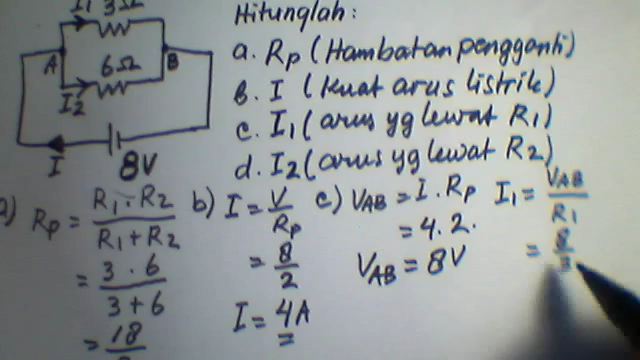 I₁ 3Ω
A 6Ω B
I₂
I 8V
Hitunglah :
a. Rp (Hambatan pengganti)
b. I (Kuat arus listrik)
c. I₁ (arus yg lewat R₁)
d. I₂ (arus yg lewat R₂)
a) Rp = R₁ · R₂ / R₁ + R₂
= 3 · 6 / 3 + 6
= 18 /
b) I = V / Rp
= 8 / 2
I = 4A
c) VAB = I . Rp
= 4 . 2 .
VAB = 8V
I₁ = VAB / R₁
= 8 / 3